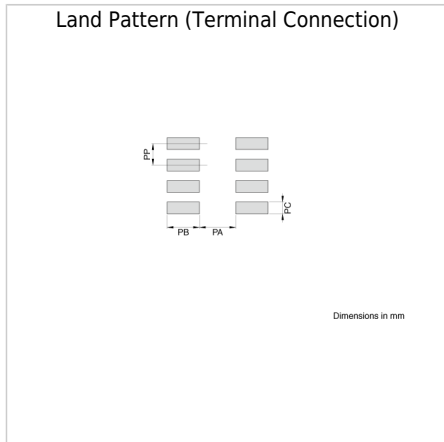 Land Pattern (Terminal Connection)
PP
PC
PB
PA
Dimensions in mm